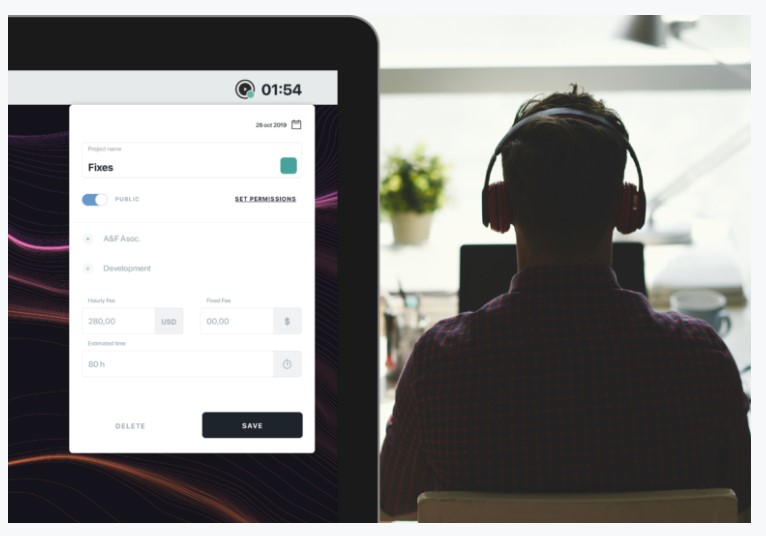 01:54
28 oct 2019
Project name
Fixes
PUBLIC
SET PERMISSIONS
+ A&F Asoc.
+ Development
Hourly Fee
Fixed Fee
280,00 USD
00,00 $
Estimated time
80 h
DELETE
SAVE